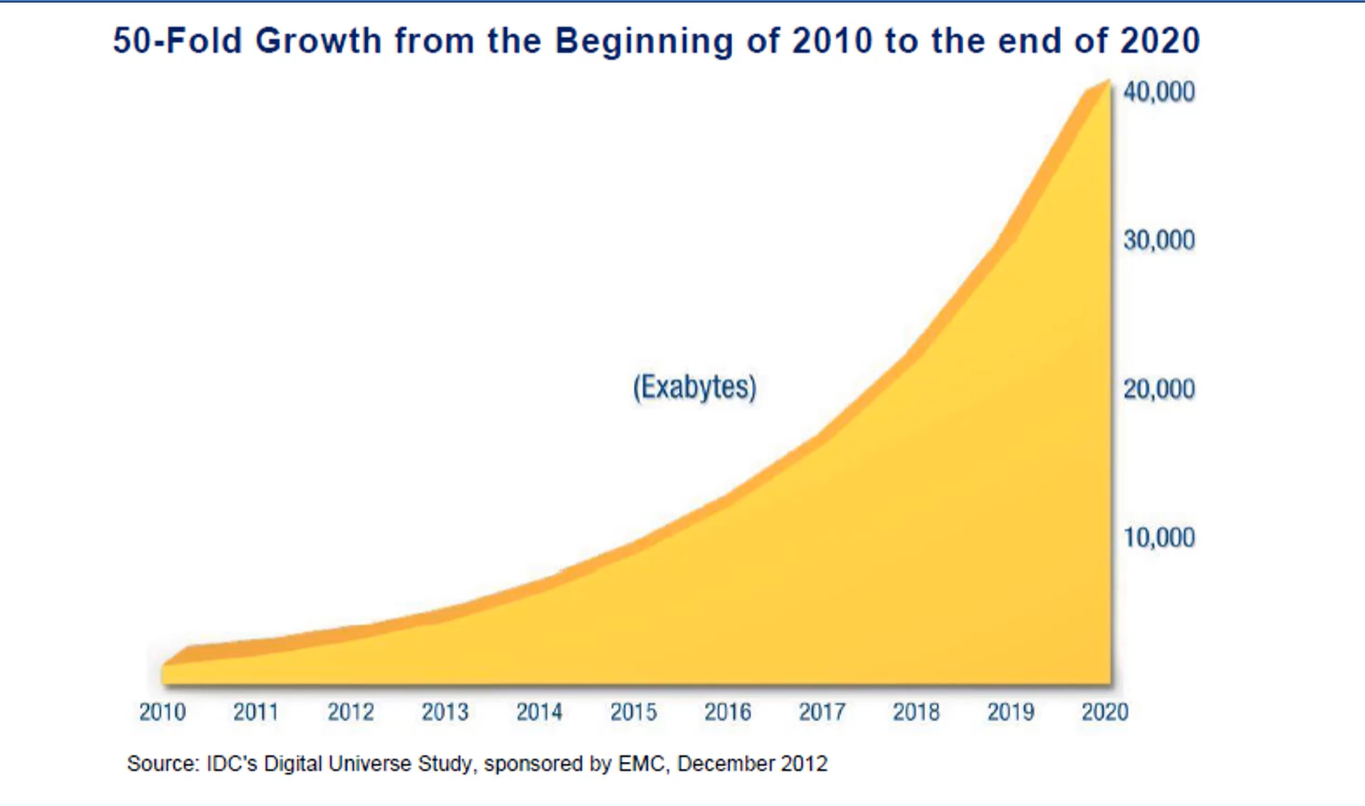 50-Fold Growth from the Beginning of 2010 to the end of 2020
40,000
30,000
(Exabytes)
20,000
10,000
2010 2011 2012 2013 2014 2015 2016 2017 2018 2019 2020
Source: IDC's Digital Universe Study, sponsored by EMC, December 2012